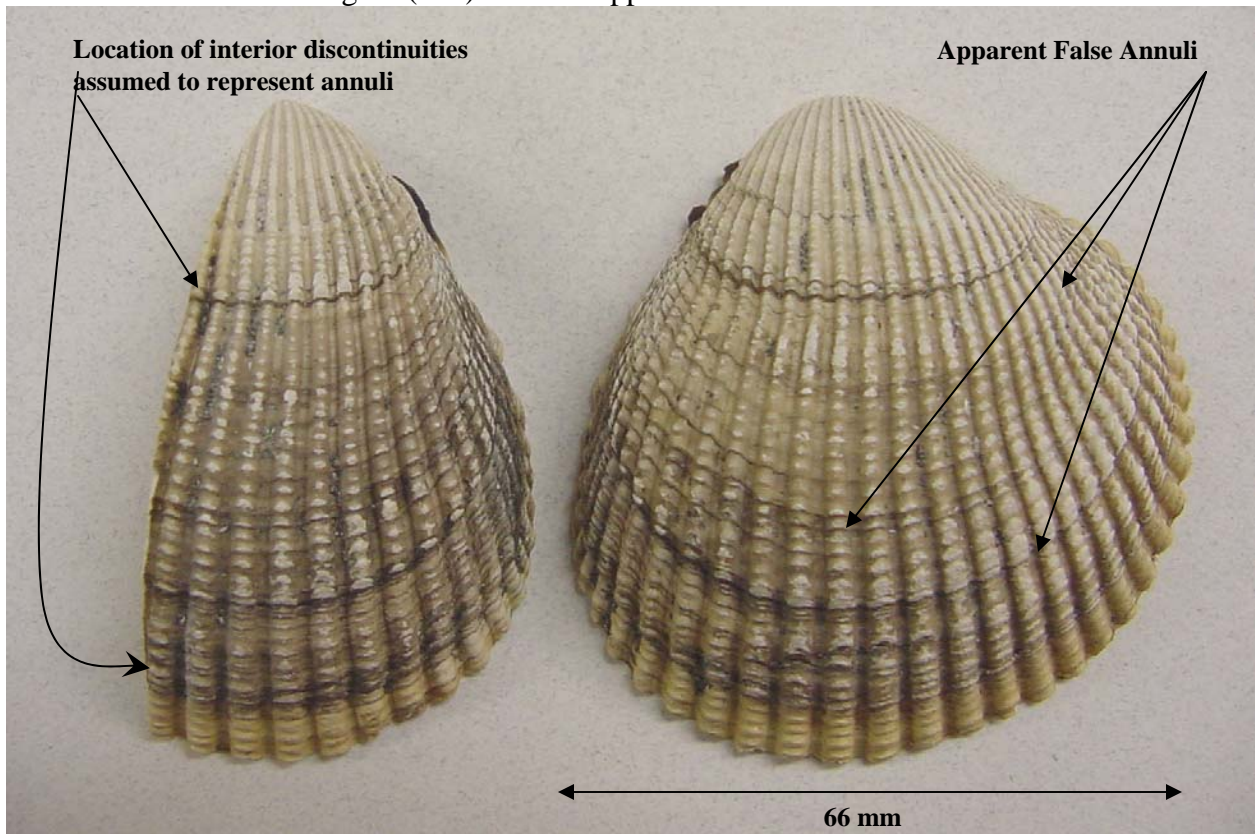 Location of interior discontinuities
assumed to represent annuli
Apparent False Annuli
66 mm